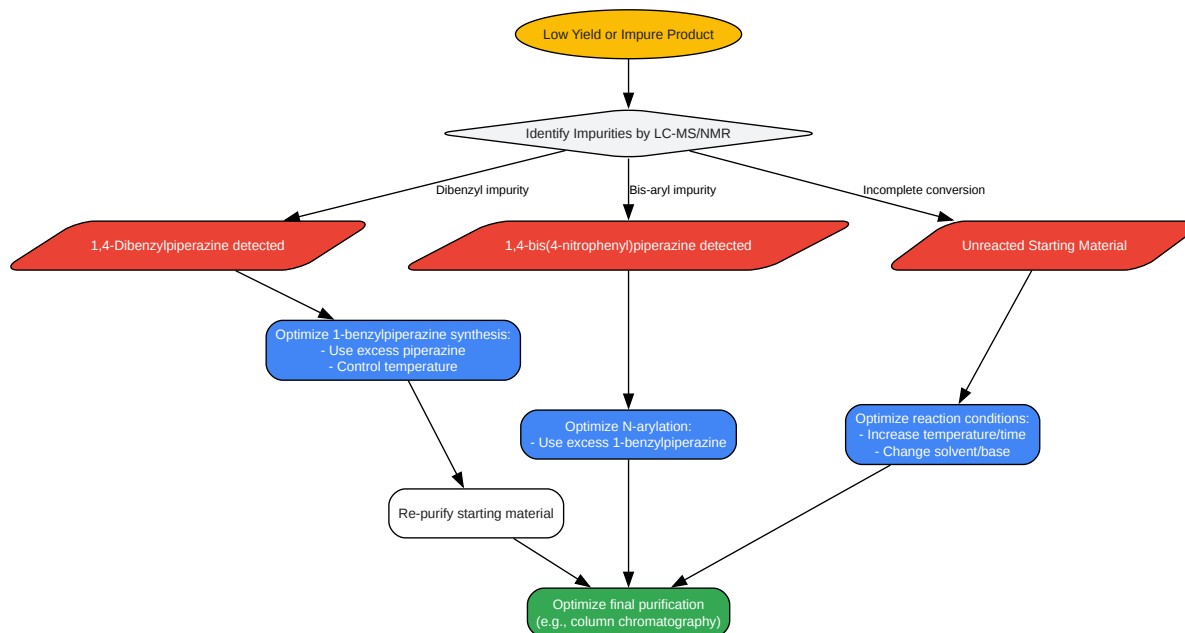 Low Yield or Impure Product
Identify Impurities by LC-MS/NMR
Dibenzyl impurity
Bis-aryl impurity
Incomplete conversion
1,4-Dibenzylpiperazine detected
1,4-bis(4-nitrophenyl)piperazine detected
Unreacted Starting Material
Optimize 1-benzylpiperazine synthesis:
- Use excess piperazine
- Control temperature
Optimize N-arylation:
- Use excess 1-benzylpiperazine
Optimize reaction conditions:
- Increase temperature/time
- Change solvent/base
Re-purify starting material
Optimize final purification
(e.g., column chromatography)